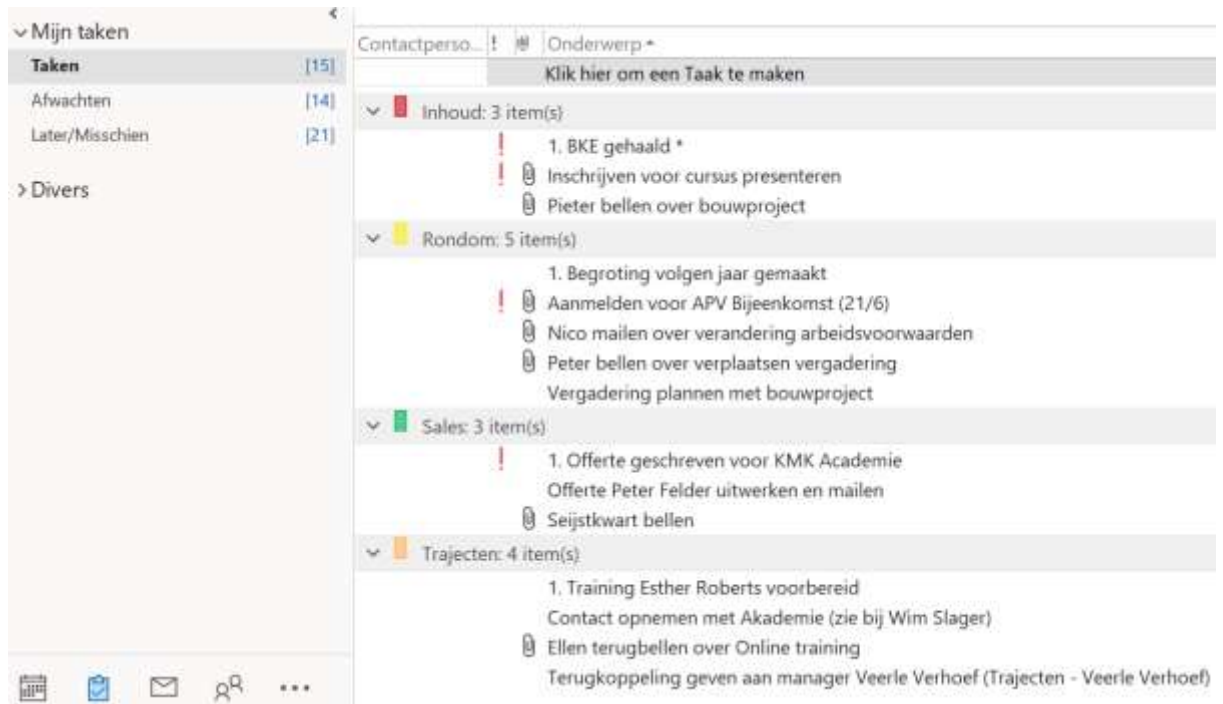 Mijn taken
Taken [15]
Afwachten [14]
Later/Misschien [21]
Divers
Contactperso... ! Onderwerp
Klik hier om een Taak te maken
Inhoud: 3 item(s)
! 1. BKE gehaald *
! Inschrijven voor cursus presenteren
Pieter bellen over bouwproject
Rondom: 5 item(s)
1. Begroting volgen jaar gemaakt
! Aanmelden voor APV Bijeenkomst (21/6)
Nico mailen over verandering arbeidsvoorwaarden
Peter bellen over verplaatsen vergadering
Vergadering plannen met bouwproject
Sales: 3 item(s)
! 1. Offerte geschreven voor KMK Academie
Offerte Peter Felder uitwerken en mailen
Seijstkwart bellen
Trajecten: 4 item(s)
1. Training Esther Roberts voorbereid
Contact opnemen met Akademie (zie bij Wim Slager)
Ellen terugbellen over Online training
Terugkoppeling geven aan manager Veerle Verhoef (Trajecten - Veerle Verhoef)